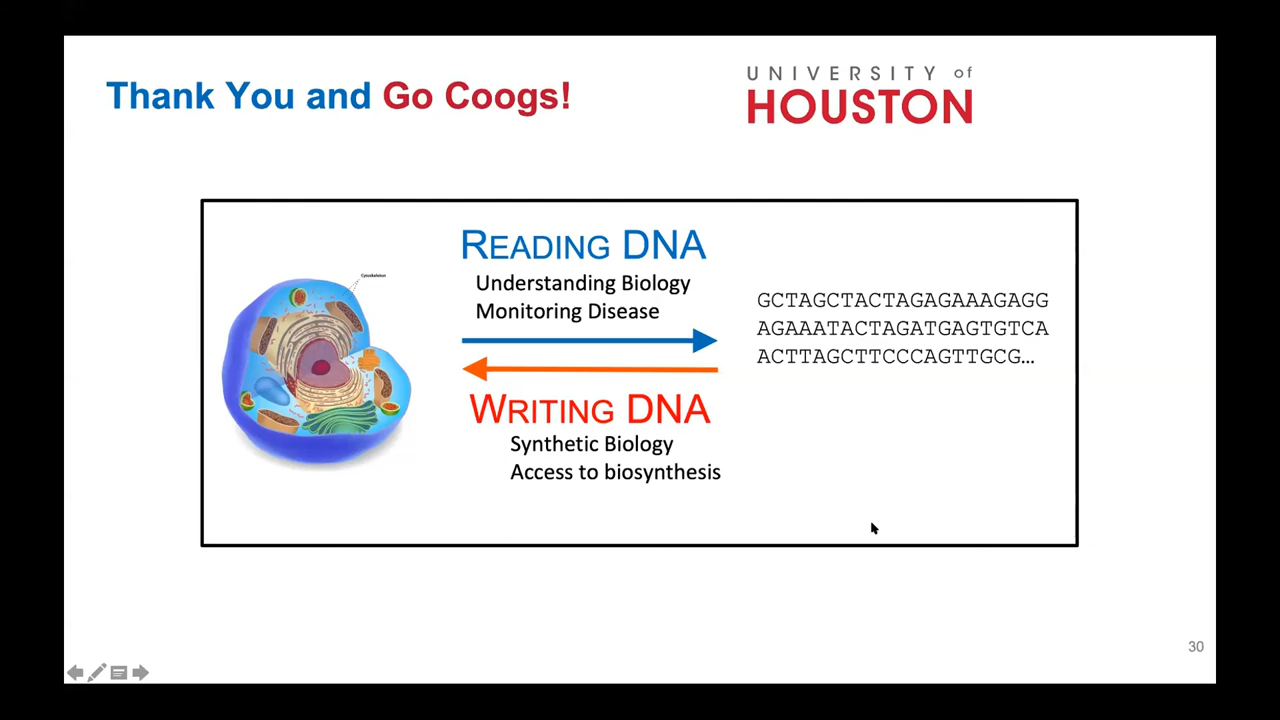 Thank You and Go Coogs!
UNIVERSITY of
HOUSTON
Cytoskeleton
READING DNA
Understanding Biology
Monitoring Disease
GCTAGCTACTAGAGAAAGAGG
AGAAATACTAGATGAGTGTCA
ACTTAGCTTCCCAGTTGCG...
WRITING DNA
Synthetic Biology
Access to biosynthesis
30